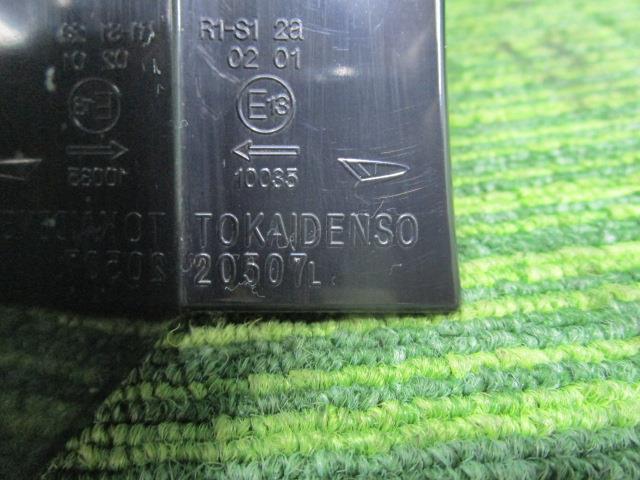 R1-S1 2a
02 01
E13
10035
TOKAIDENSO
20507L